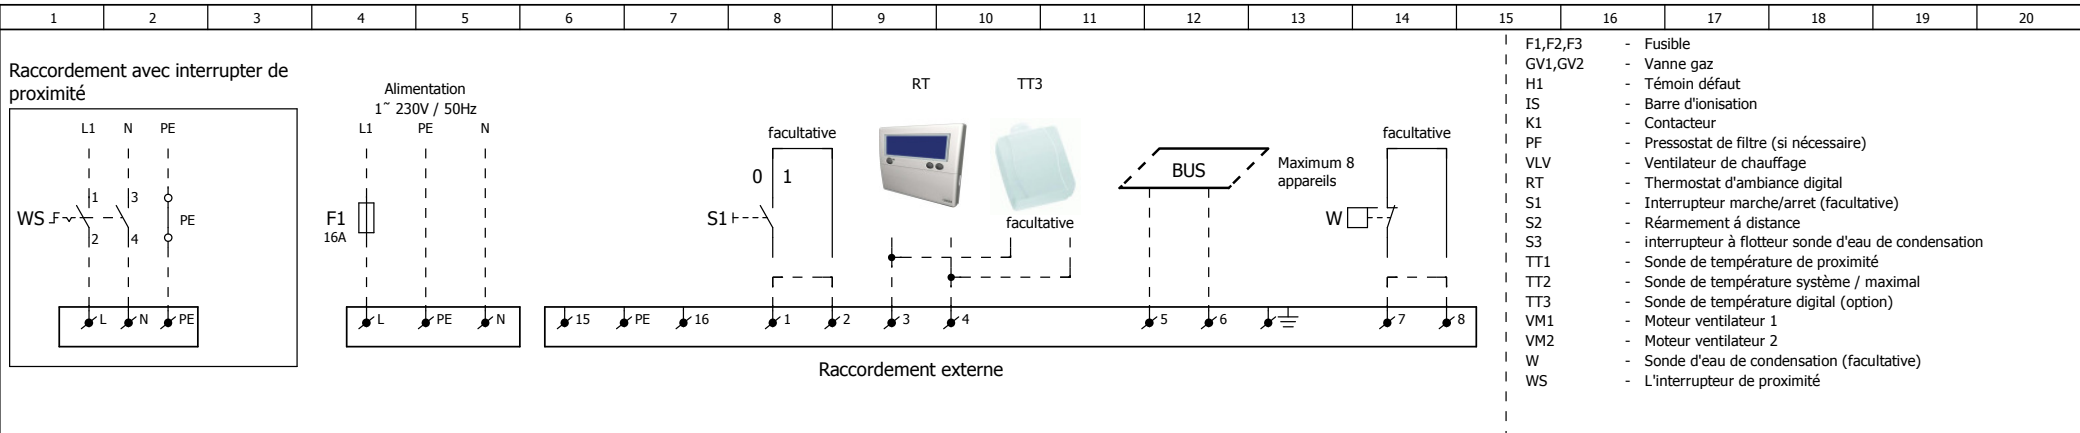 1 2 3 4 5 6 7 8 9 10 11 12 13 14 15 16 17 18 19 20
Raccordement avec interrupter de
proximité
L1 N PE
WS
1 3
PE
2 4
L N PE
Alimentation
1~ 230V / 50Hz
L1 PE N
F1
16A
L PE N
facultative
0 1
S1
RT TT3
facultative
BUS
Maximum 8
appareils
facultative
W
15 PE 16 1 2 3 4 5 6 7 8
Raccordement externe
F1,F2,F3 - Fusible
GV1,GV2 - Vanne gaz
H1 - Témoin défaut
IS - Barre d'ionisation
K1 - Contacteur
PF - Pressostat de filtre (si nécessaire)
VLV - Ventilateur de chauffage
RT - Thermostat d'ambiance digital
S1 - Interrupteur marche/arret (facultative)
S2 - Réarmement á distance
S3 - interrupteur à flotteur sonde d'eau de condensation
TT1 - Sonde de température de proximité
TT2 - Sonde de température système / maximal
TT3 - Sonde de température digital (option)
VM1 - Moteur ventilateur 1
VM2 - Moteur ventilateur 2
W - Sonde d'eau de condensation (facultative)
WS - L'interrupteur de proximité